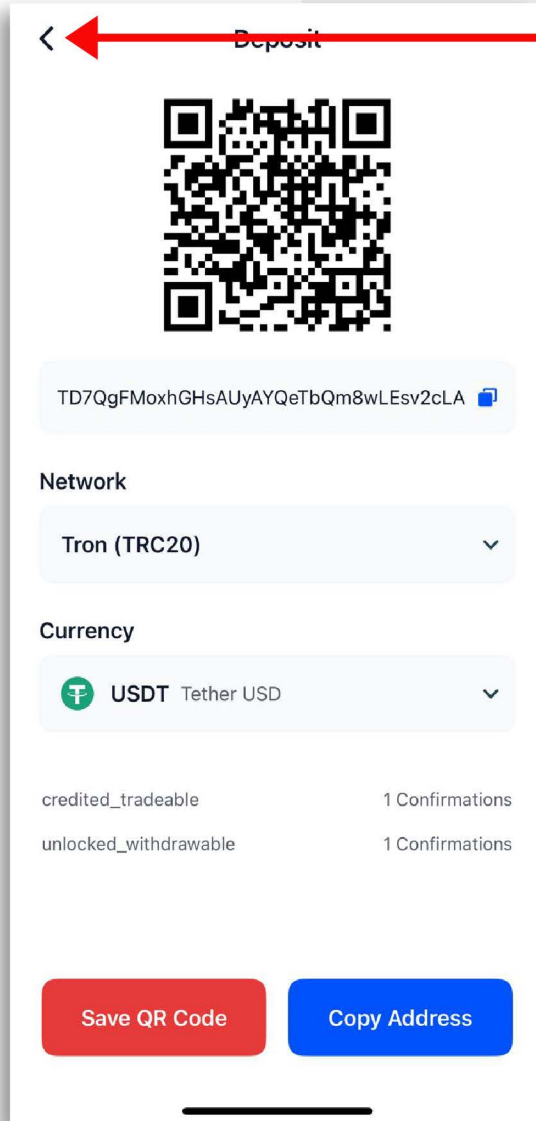 Deposit
TD7QgFMoxhGHsAUyAYQeTbQm8wLEsv2cLA
Network
Tron (TRC20)
Currency
USDT Tether USD
credited_tradeable 1 Confirmations
unlocked_withdrawable 1 Confirmations
Save QR Code Copy Address